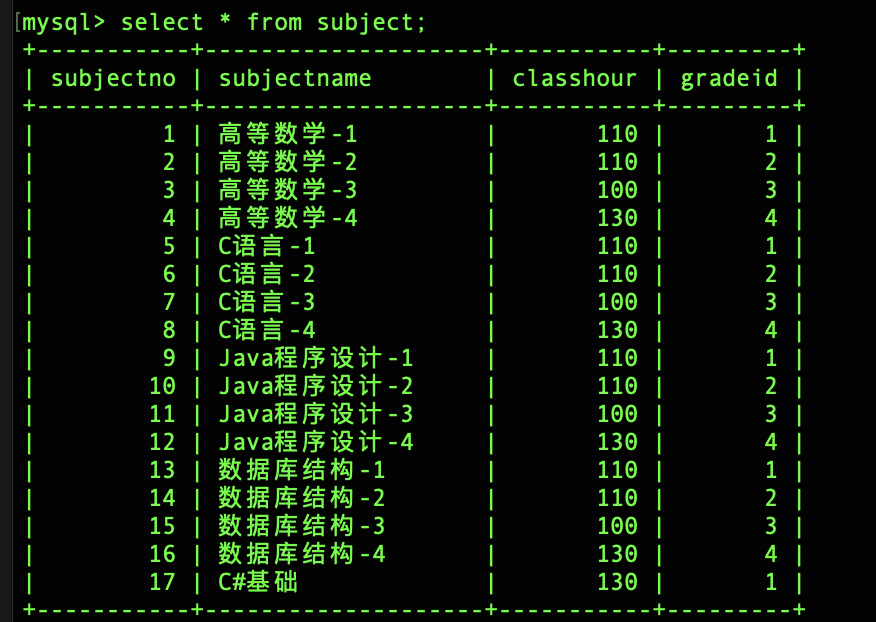 mysql> select * from subject;
+-----------+--------------------+-----------+---------+
| subjectno | subjectname        | classhour | gradeid |
+-----------+--------------------+-----------+---------+
|         1 | 高等数学-1         |       110 |       1 |
|         2 | 高等数学-2         |       110 |       2 |
|         3 | 高等数学-3         |       100 |       3 |
|         4 | 高等数学-4         |       130 |       4 |
|         5 | C语言-1            |       110 |       1 |
|         6 | C语言-2            |       110 |       2 |
|         7 | C语言-3            |       100 |       3 |
|         8 | C语言-4            |       130 |       4 |
|         9 | Java程序设计-1     |       110 |       1 |
|        10 | Java程序设计-2     |       110 |       2 |
|        11 | Java程序设计-3     |       100 |       3 |
|        12 | Java程序设计-4     |       130 |       4 |
|        13 | 数据库结构-1       |       110 |       1 |
|        14 | 数据库结构-2       |       110 |       2 |
|        15 | 数据库结构-3       |       100 |       3 |
|        16 | 数据库结构-4       |       130 |       4 |
|        17 | C#基础             |       130 |       1 |
+-----------+--------------------+-----------+---------+